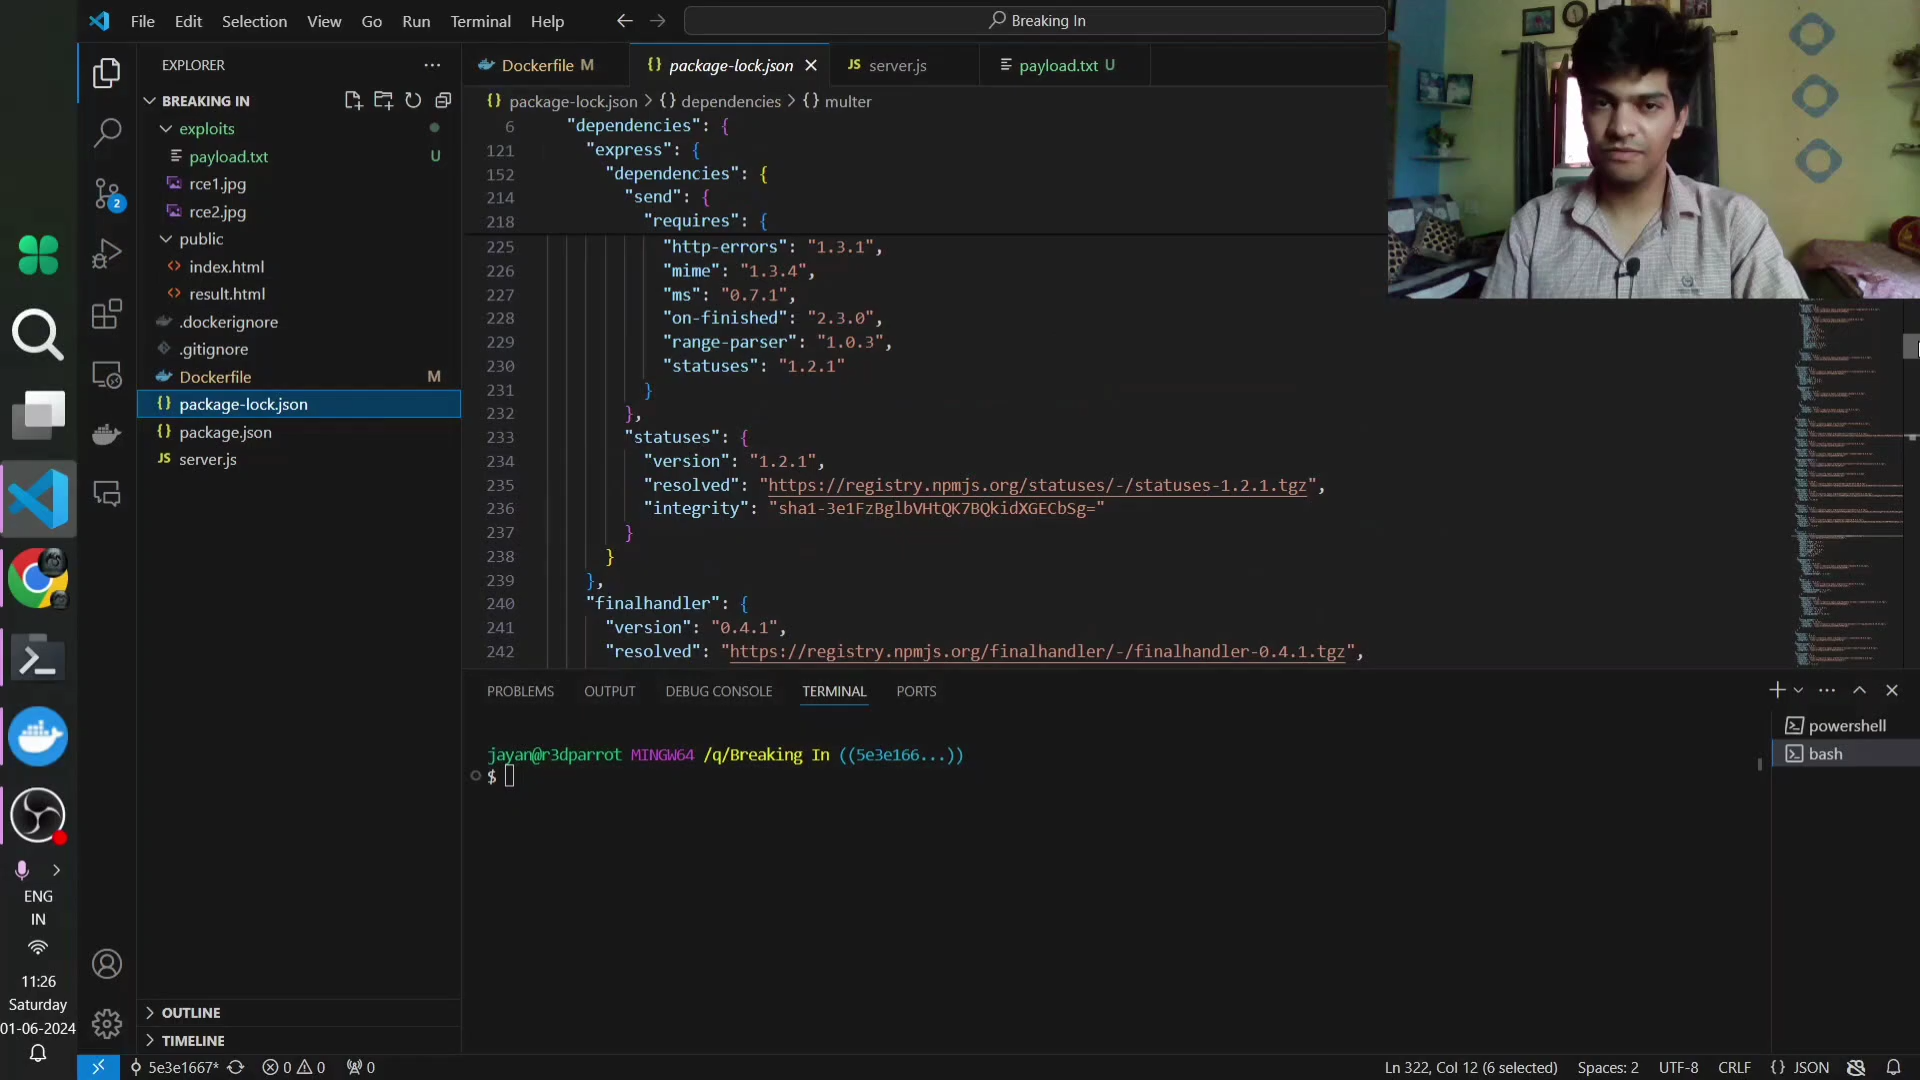 File Edit Selection View Go Run Terminal Help
Breaking In
EXPLORER
BREAKING IN
exploits
payload.txt U
rce1.jpg
rce2.jpg
public
index.html
result.html
.dockerignore
.gitignore
Dockerfile M
package-lock.json
package.json
JS server.js
OUTLINE
TIMELINE
2
Dockerfile M
{} package-lock.json
JS server.js
payload.txt U
{} package-lock.json > {} dependencies > {} multer
6 "dependencies": {
121 "express": {
152 "dependencies": {
214 "send": {
218 "requires": {
225 "http-errors": "1.3.1",
226 "mime": "1.3.4",
227 "ms": "0.7.1",
228 "on-finished": "2.3.0",
229 "range-parser": "1.0.3",
230 "statuses": "1.2.1"
231 }
232 },
233 "statuses": {
234 "version": "1.2.1",
235 "resolved": "https://registry.npmjs.org/statuses/-/statuses-1.2.1.tgz",
236 "integrity": "sha1-3e1FzBglbVHtQK7BQkidXGECbSg="
237 }
238 }
239 },
240 "finalhandler": {
241 "version": "0.4.1",
242 "resolved": "https://registry.npmjs.org/finalhandler/-/finalhandler-0.4.1.tgz",
PROBLEMS OUTPUT DEBUG CONSOLE TERMINAL PORTS
jayan@r3dparrot MINGW64 /q/Breaking In ((5e3e166...))
$
powershell
bash
ENG
IN
11:26
Saturday
01-06-2024
5e3e1667* 0 0 0
Ln 322, Col 12 (6 selected) Spaces: 2 UTF-8 CRLF {} JSON